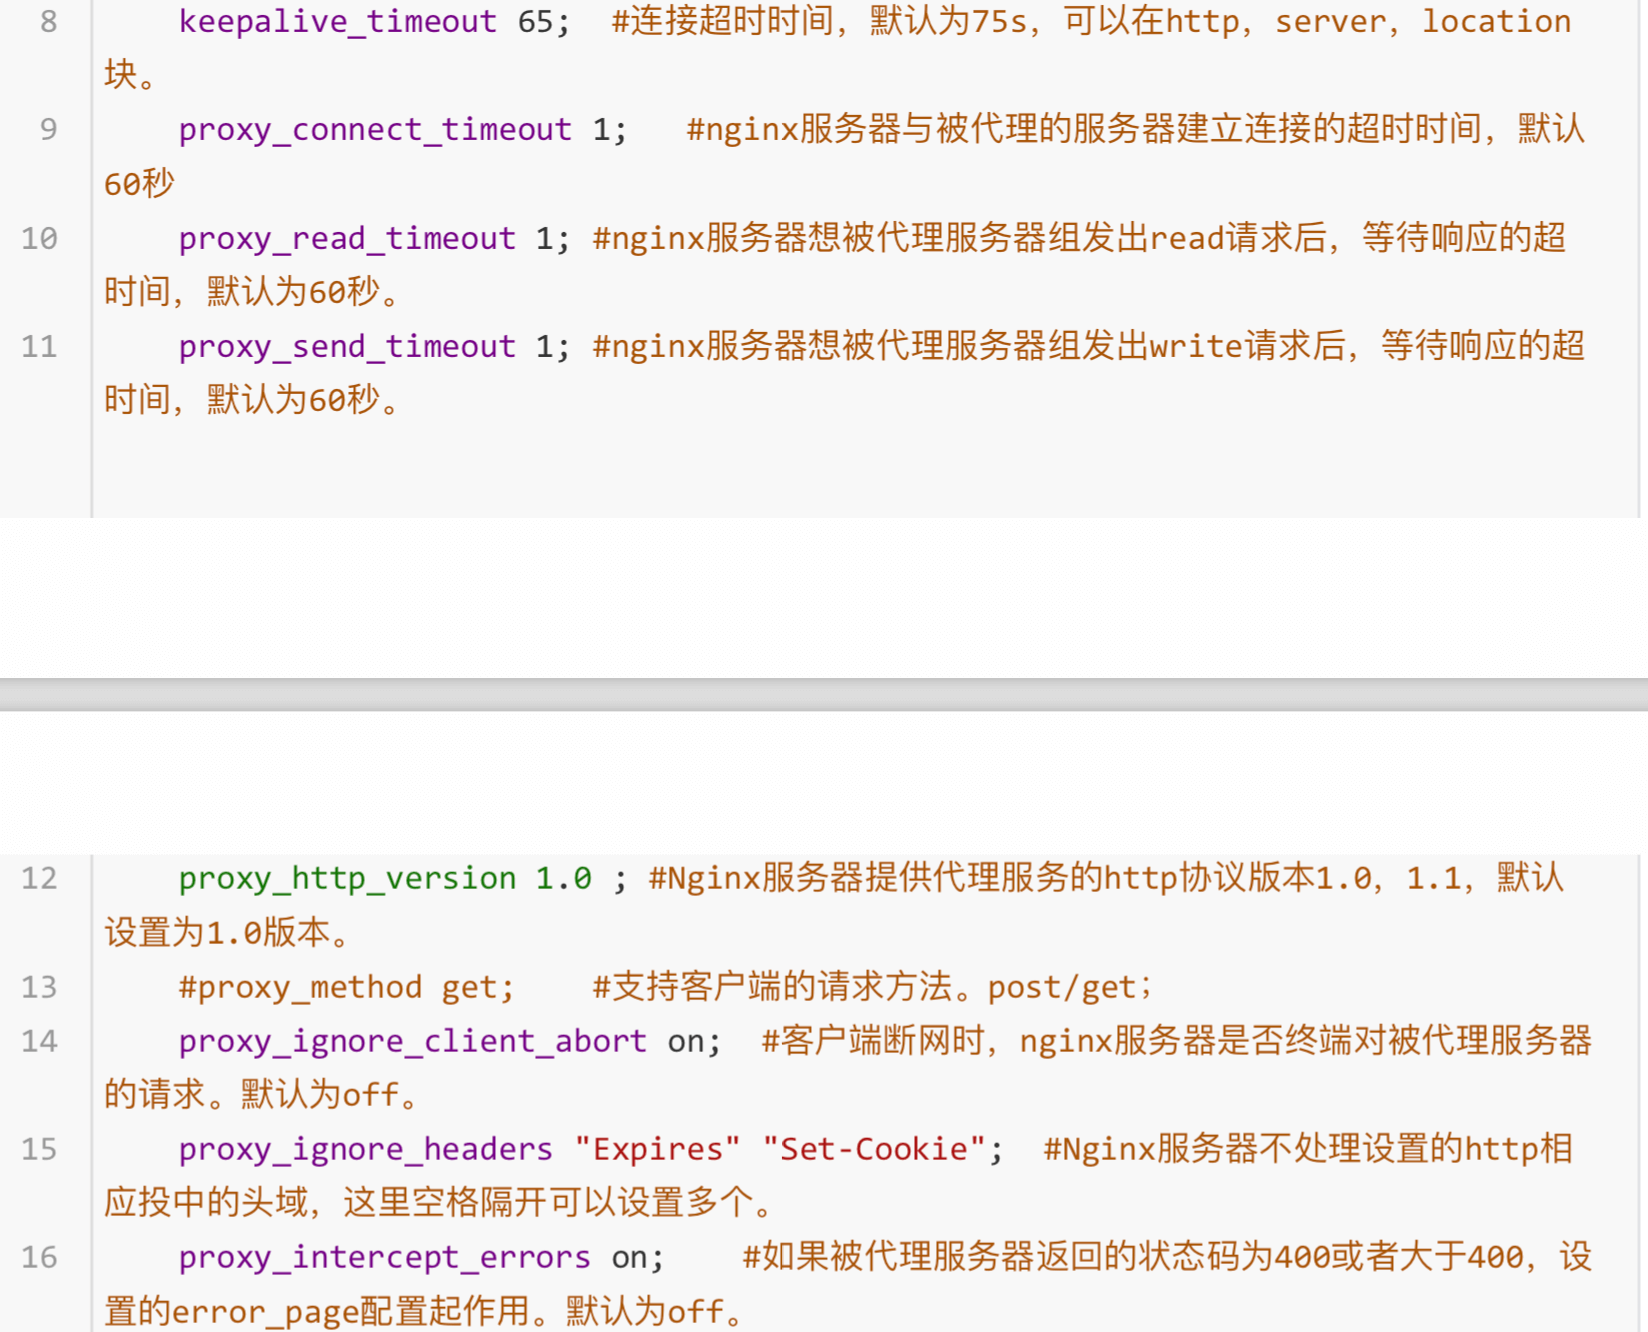 8 keepalive_timeout 65; #连接超时时间，默认为75s，可以在http，server，location
块。
9 proxy_connect_timeout 1; #nginx服务器与被代理的服务器建立连接的超时时间，默认
60秒
10 proxy_read_timeout 1; #nginx服务器想被代理服务器组发出read请求后，等待响应的超
时间，默认为60秒。
11 proxy_send_timeout 1; #nginx服务器想被代理服务器组发出write请求后，等待响应的超
时间，默认为60秒。
12 proxy_http_version 1.0 ; #Nginx服务器提供代理服务的http协议版本1.0，1.1，默认
设置为1.0版本。
13 #proxy_method get; #支持客户端的请求方法。post/get；
14 proxy_ignore_client_abort on; #客户端断网时，nginx服务器是否终端对被代理服务器
的请求。默认为off。
15 proxy_ignore_headers "Expires" "Set-Cookie"; #Nginx服务器不处理设置的http相
应投中的头域，这里空格隔开可以设置多个。
16 proxy_intercept_errors on; #如果被代理服务器返回的状态码为400或者大于400，设
置的error_page配置起作用。默认为off。